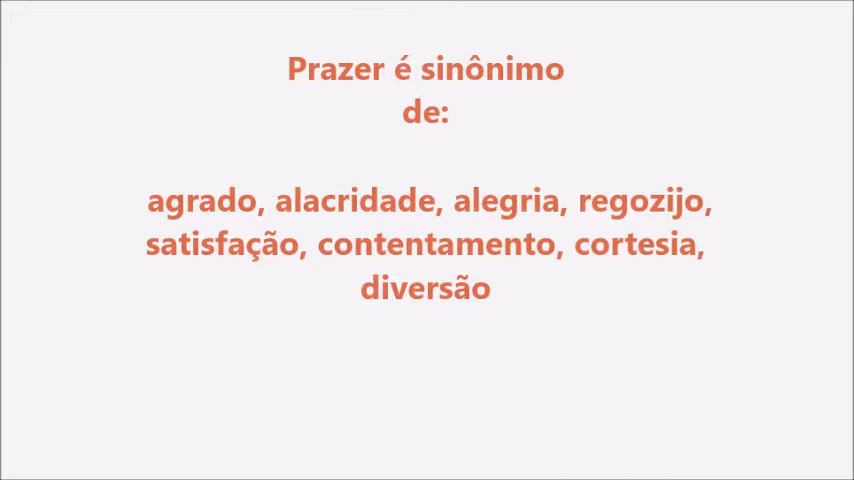 Prazer é sinônimo
de:
agrado, alacridade, alegria, regozijo,
satisfação, contentamento, cortesia,
diversão